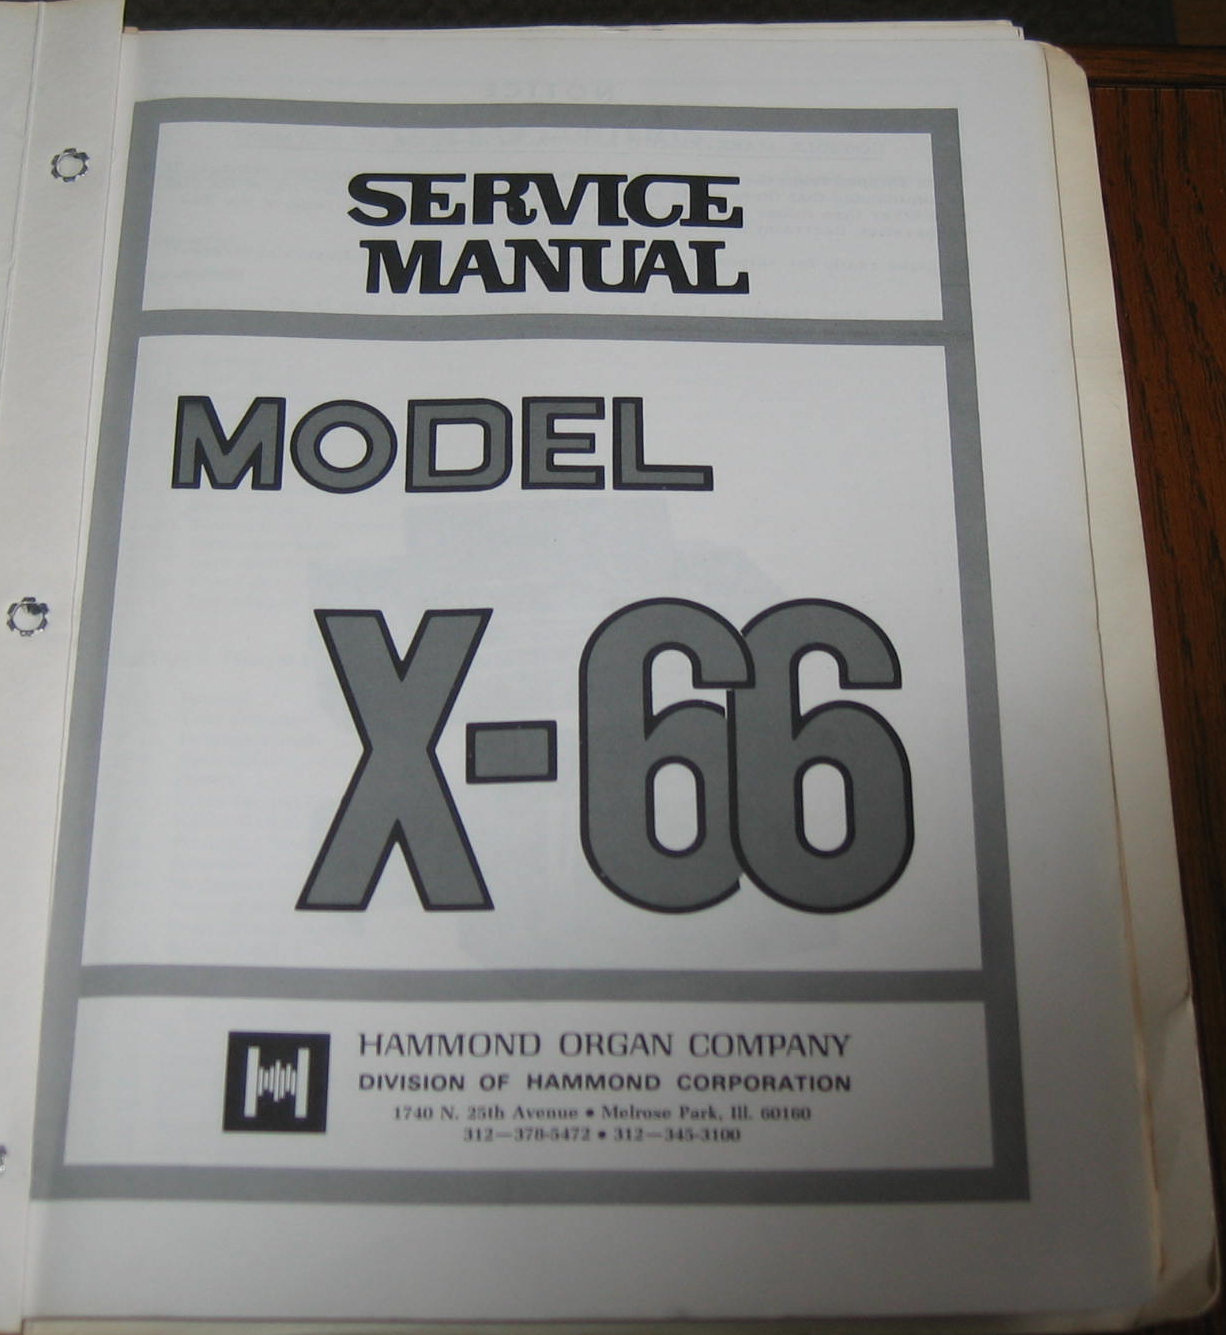 SERVICE
MANUAL
MODEL
X-66
HAMMOND ORGAN COMPANY
DIVISION OF HAMMOND CORPORATION
1740 N. 25th Avenue • Melrose Park, Ill. 60160
312—378-5472 • 312—345-3100